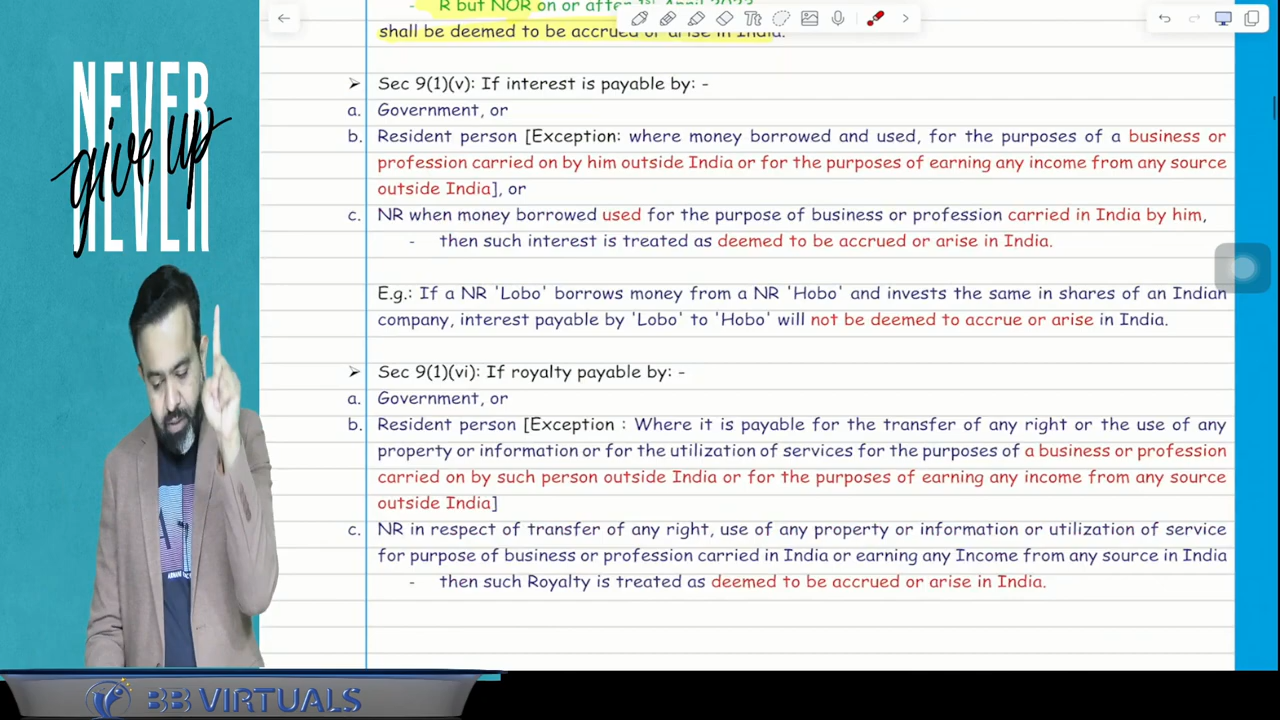 NEVER
give up
NEVER
- R but NOR on or after 1st April 2023
shall be deemed to be accrued or arise in India.
➤ Sec 9(1)(v): If interest is payable by: -
a. Government, or
b. Resident person [Exception: where money borrowed and used, for the purposes of a business or
profession carried on by him outside India or for the purposes of earning any income from any source
outside India], or
c. NR when money borrowed used for the purpose of business or profession carried in India by him,
- then such interest is treated as deemed to be accrued or arise in India.
E.g.: If a NR 'Lobo' borrows money from a NR 'Hobo' and invests the same in shares of an Indian
company, interest payable by 'Lobo' to 'Hobo' will not be deemed to accrue or arise in India.
➤ Sec 9(1)(vi): If royalty payable by: -
a. Government, or
b. Resident person [Exception : Where it is payable for the transfer of any right or the use of any
property or information or for the utilization of services for the purposes of a business or profession
carried on by such person outside India or for the purposes of earning any income from any source
outside India]
c. NR in respect of transfer of any right, use of any property or information or utilization of service
for purpose of business or profession carried in India or earning any Income from any source in India
- then such Royalty is treated as deemed to be accrued or arise in India.
BB VIRTUALS